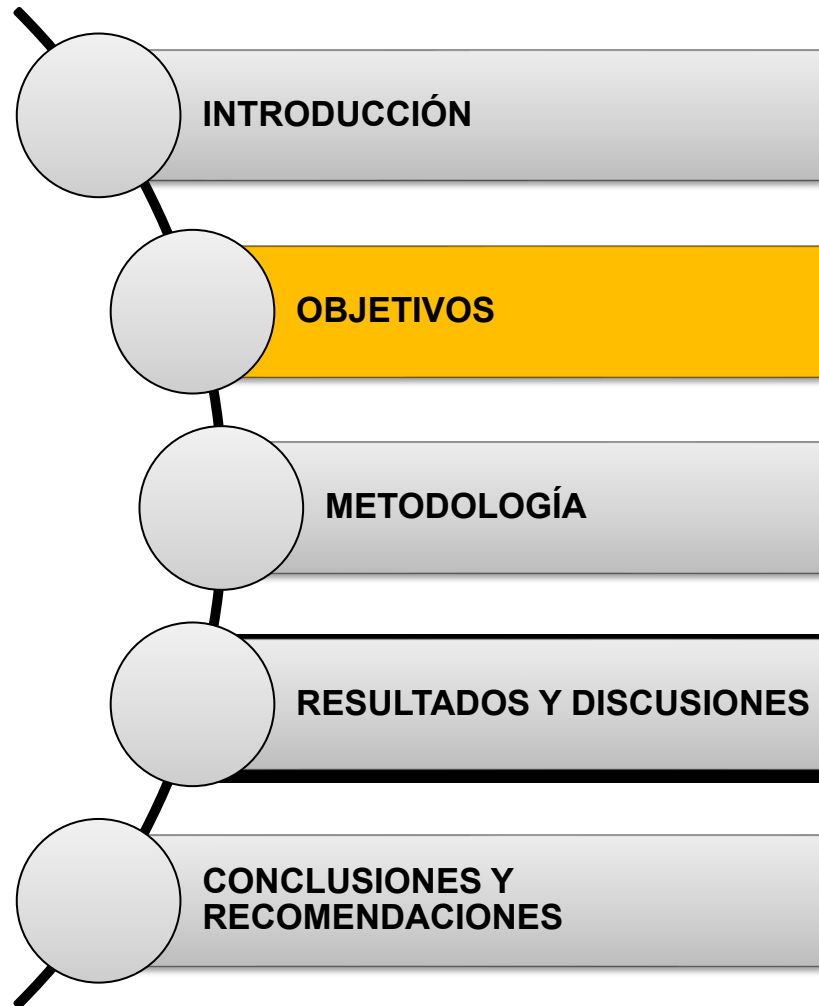 INTRODUCCIÓN
OBJETIVOS
METODOLOGÍA
RESULTADOS Y DISCUSIONES
CONCLUSIONES Y
RECOMENDACIONES